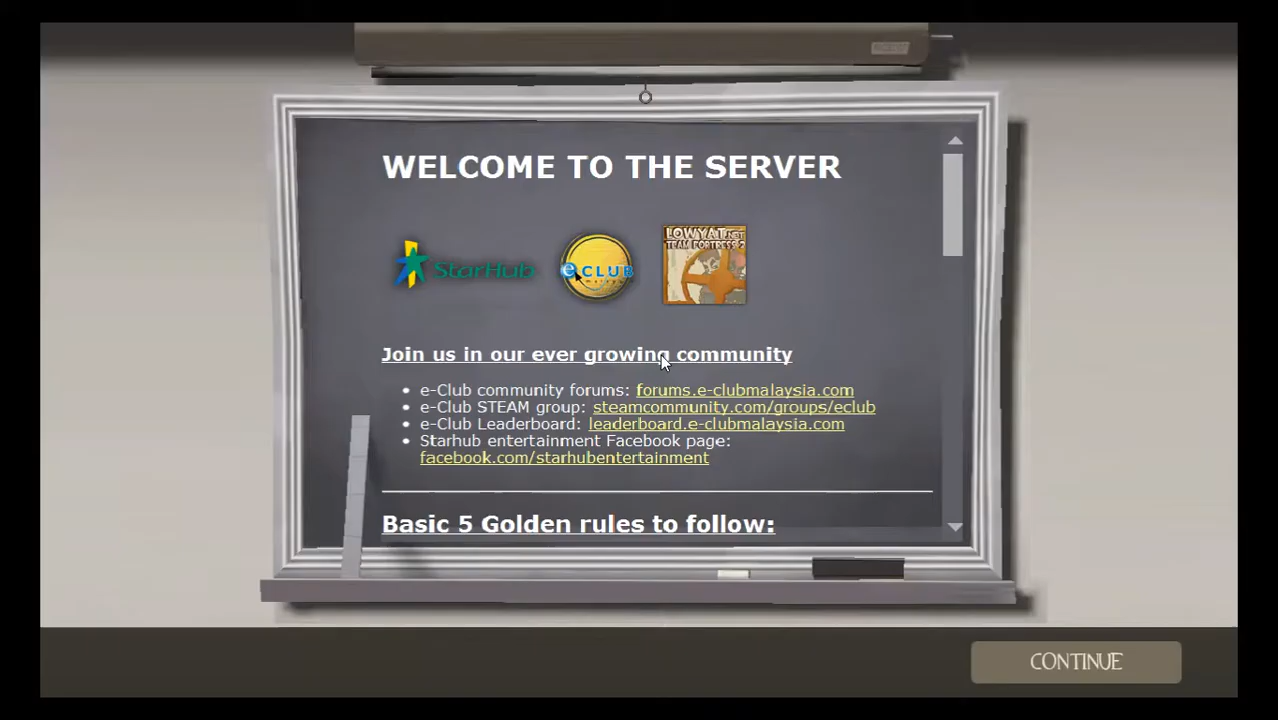 WELCOME TO THE SERVER
StarHub
e CLUB
LOWYAT.NET
TEAM FORTRESS 2
Join us in our ever growing community
• e-Club community forums: forums.e-clubmalaysia.com
• e-Club STEAM group: steamcommunity.com/groups/eclub
• e-Club Leaderboard: leaderboard.e-clubmalaysia.com
• Starhub entertainment Facebook page:
facebook.com/starhubentertainment
Basic 5 Golden rules to follow:
CONTINUE